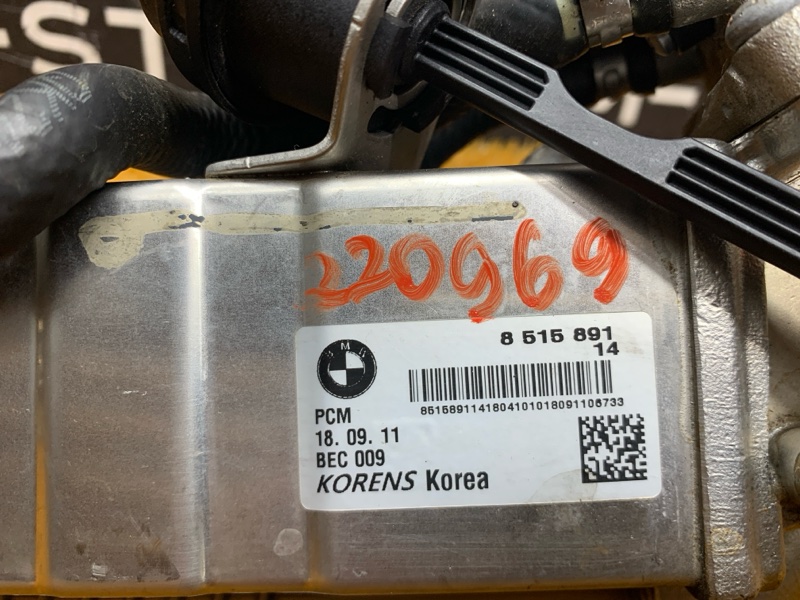 220969
BMW
8 515 891
14
8515891141804101018091106733
PCM
18. 09. 11
BEC 009
KORENS Korea